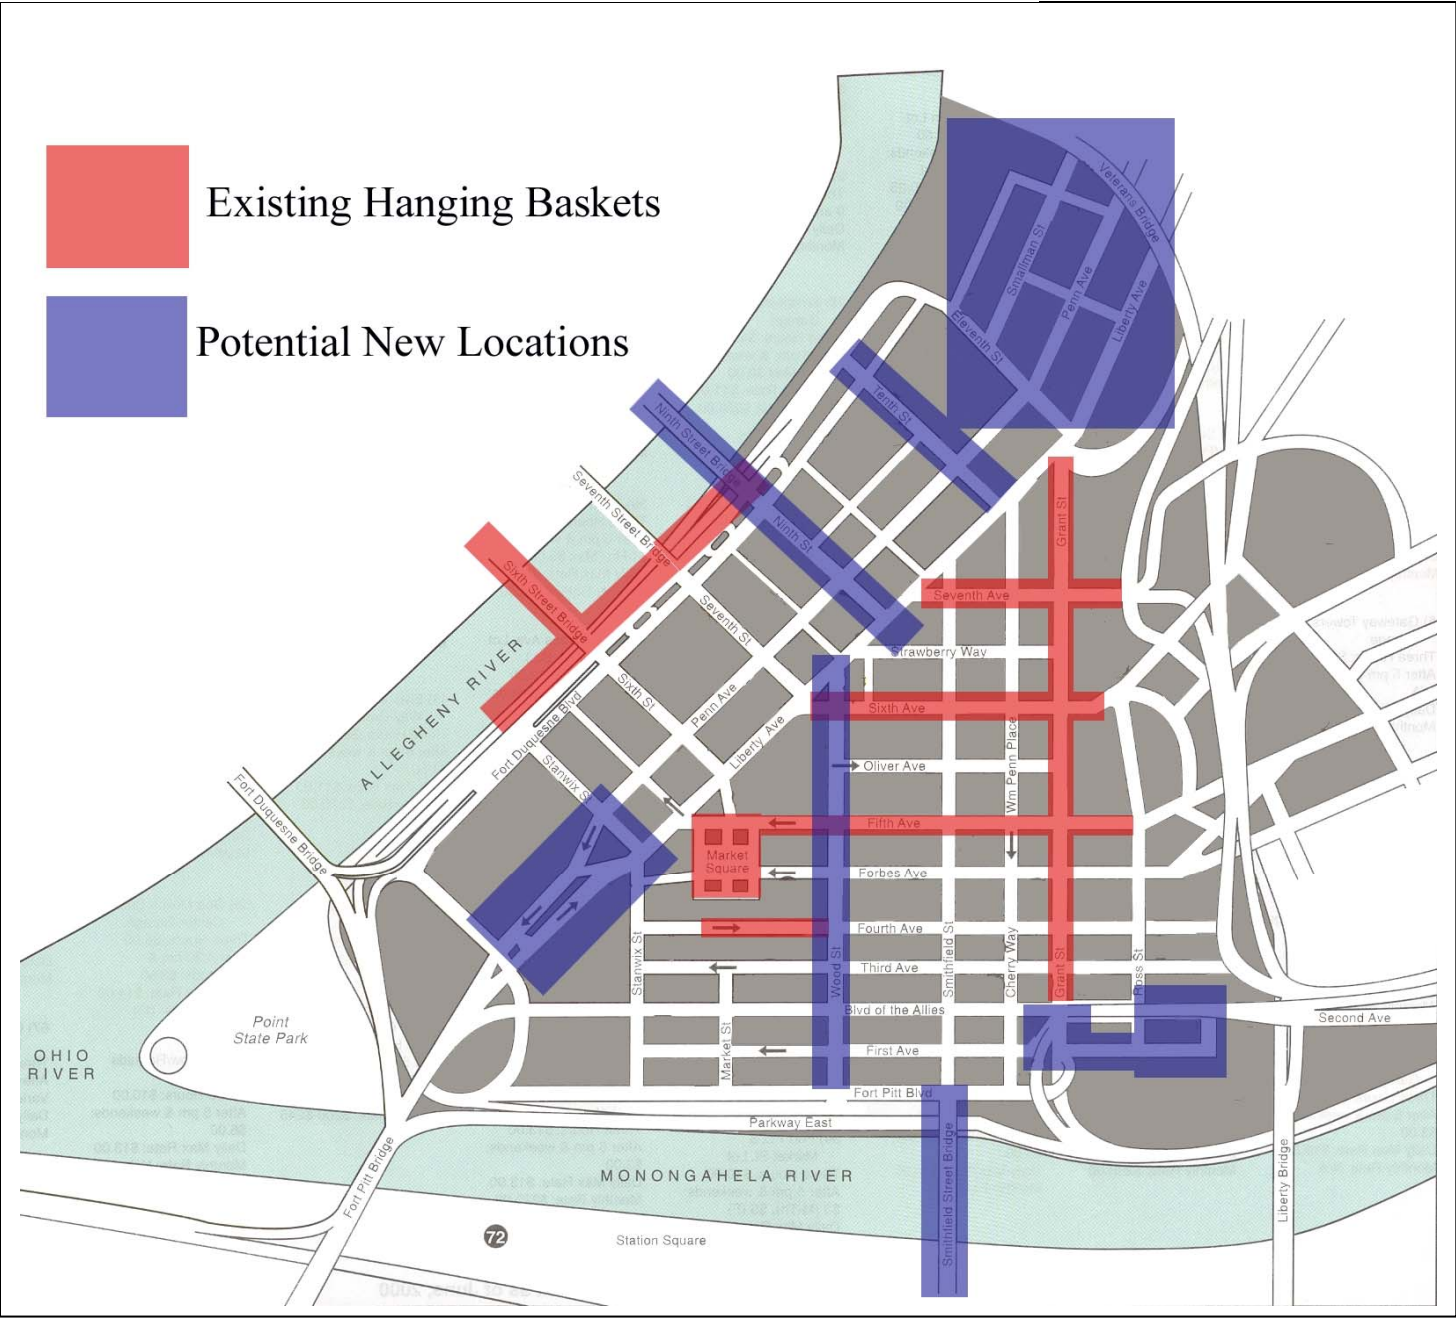 Existing Hanging Baskets
Potential New Locations
Veterans Bridge
Smallman St
Penn Ave
Liberty Ave
Eleventh St
Tenth St
Ninth Street Bridge
Ninth St
Seventh Street Bridge
Seventh St
Sixth Street Bridge
Sixth St
Grant St
Seventh Ave
Strawberry Way
Sixth Ave
Penn Ave
Liberty Ave
ALLEGHENY RIVER
Fort Duquesne Blvd
Stanwix St
Oliver Ave
Wm Penn Place
Fort Duquesne Bridge
Fifth Ave
Market
Square
Forbes Ave
Fourth Ave
Third Ave
Stanwix St
Wood St
Smithfield St
Cherry Way
Grant St
Ross St
Blvd of the Allies
Second Ave
Point
State Park
OHIO
RIVER
Market St
First Ave
Fort Pitt Blvd
Parkway East
Fort Pitt Bridge
MONONGAHELA RIVER
Smithfield Street Bridge
Liberty Bridge
72
Station Square